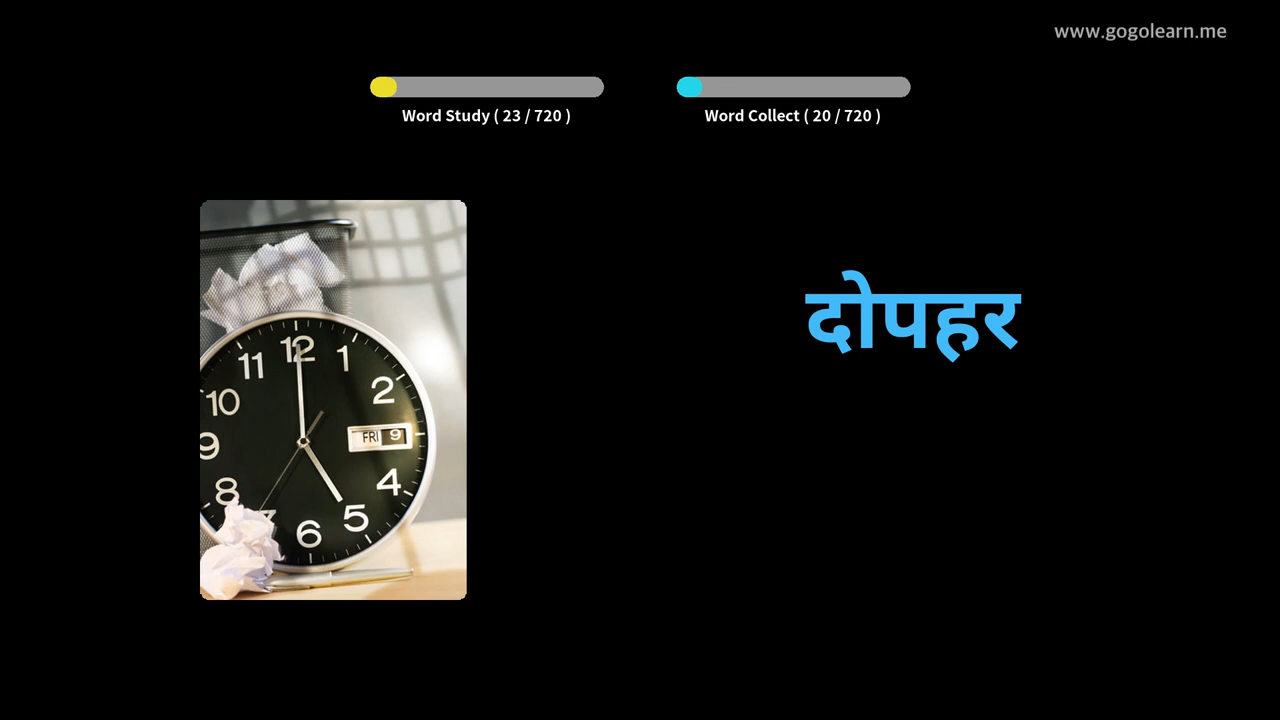 www.gogolearn.me
Word Study ( 23 / 720 )
Word Collect ( 20 / 720 )
दोपहर
12
11
1
10
2
9
FRI 9
8
4
7
5
6